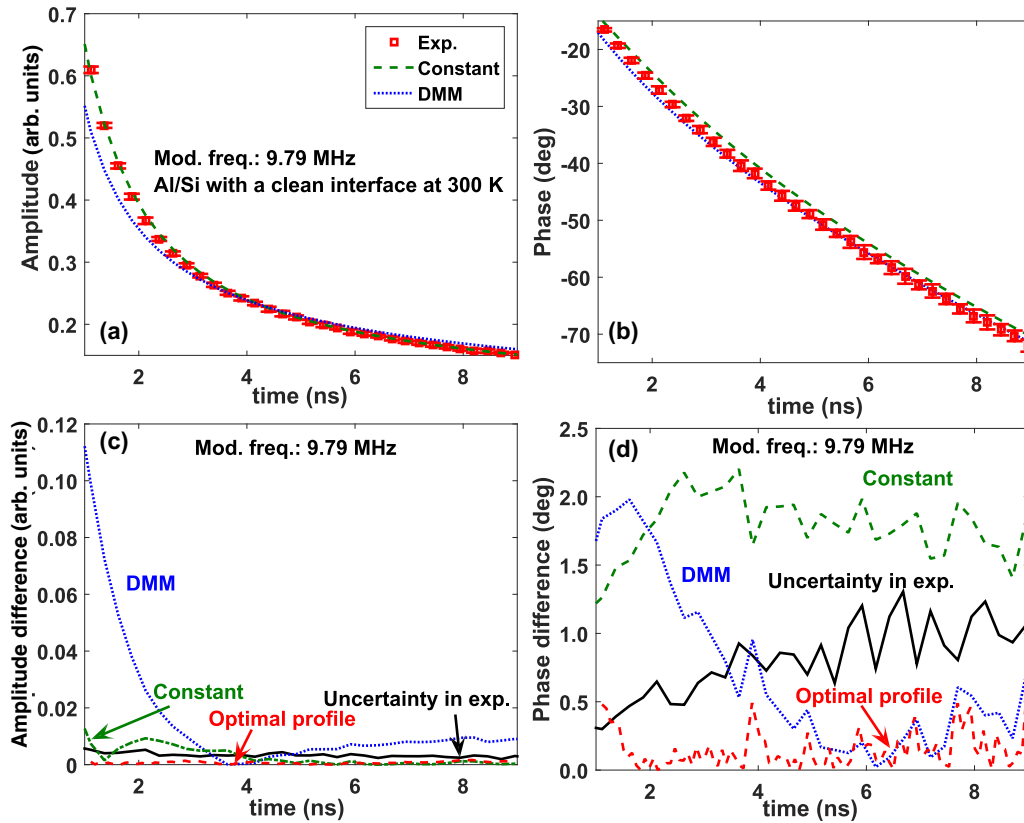 0.7
0.6
0.5
0.4
0.3
0.2
Amplitude (arb. units)
Exp.
Constant
DMM
Mod. freq.: 9.79 MHz
Al/Si with a clean interface at 300 K
(a)
2 4 6 8
time (ns)
-20
-30
-40
-50
-60
-70
Phase (deg)
(b)
2 4 6 8
time (ns)
0.12
0.10
0.08
0.06
0.04
0.02
0
Amplitude difference (arb. units)
(c)
Mod. freq.: 9.79 MHz
DMM
Constant
Optimal profile
Uncertainty in exp.
2 4 6 8
time (ns)
2.5
2.0
1.5
1.0
0.5
0.0
Phase difference (deg)
(d)
Mod. freq.: 9.79 MHz
Constant
DMM
Uncertainty in exp.
Optimal profile
2 4 6 8
time (ns)